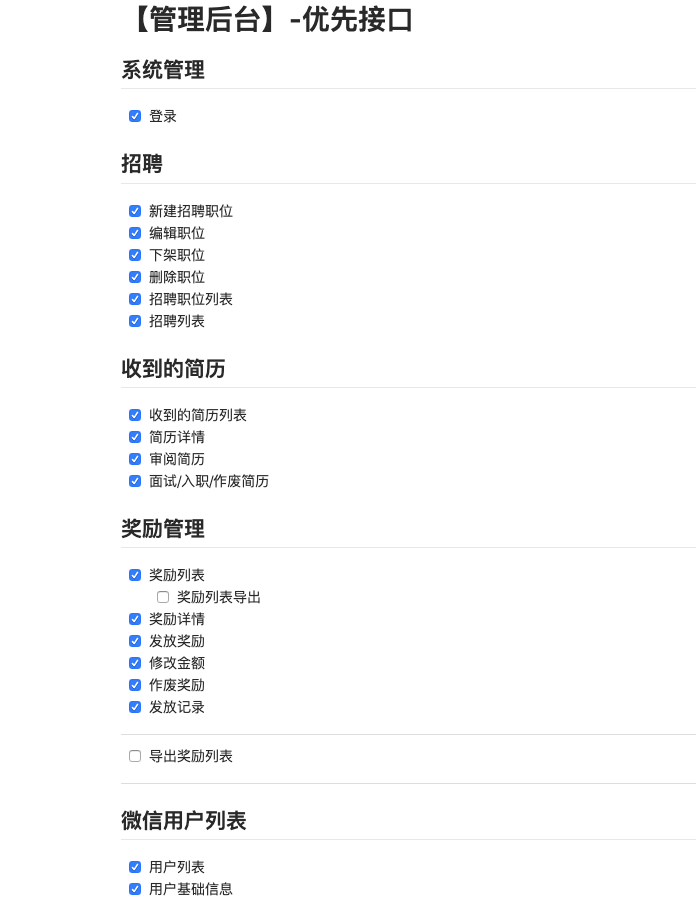 【管理后台】-优先接口
系统管理
登录
招聘
新建招聘职位
编辑职位
下架职位
删除职位
招聘职位列表
招聘列表
收到的简历
收到的简历列表
简历详情
审阅简历
面试/入职/作废简历
奖励管理
奖励列表
奖励列表导出
奖励详情
发放奖励
修改金额
作废奖励
发放记录
导出奖励列表
微信用户列表
用户列表
用户基础信息